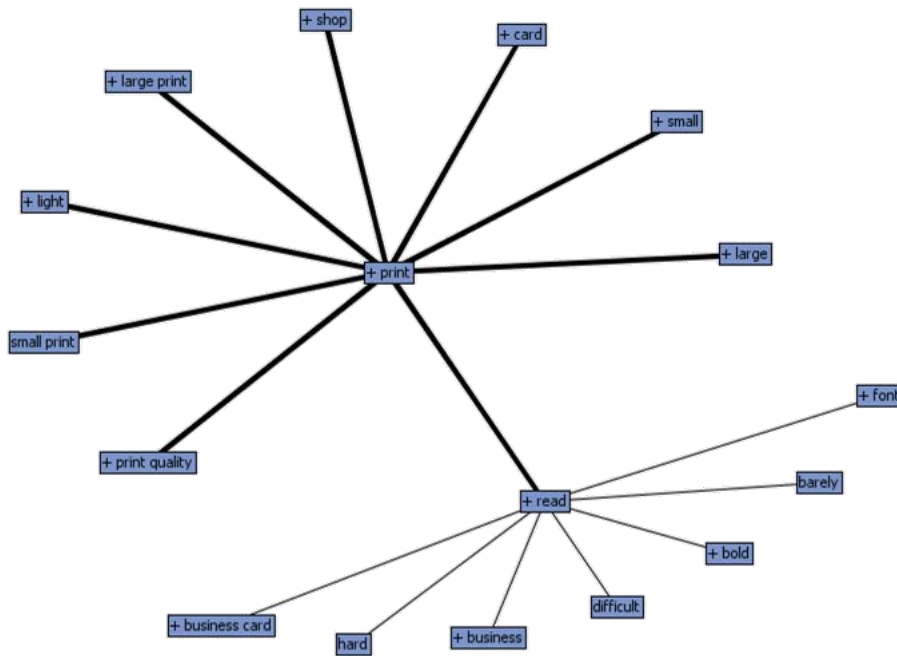 + shop
+ card
+ large print
+ small
+ light
+ large
+ print
small print
+ font
+ print quality
barely
+ read
+ bold
difficult
+ business card
+ business
hard